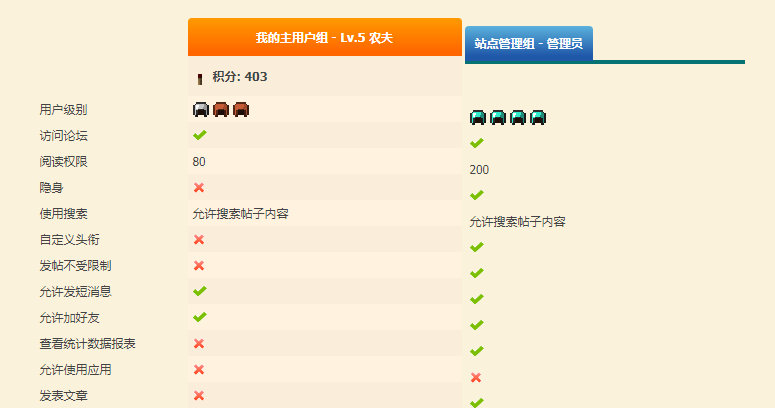 我的主用户组 - Lv.5 农夫
站点管理组 - 管理员
积分: 403
用户级别
访问论坛
阅读权限 80 200
隐身
使用搜索 允许搜索帖子内容 允许搜索帖子内容
自定义头衔
发帖不受限制
允许发短消息
允许加好友
查看统计数据报表
允许使用应用
发表文章